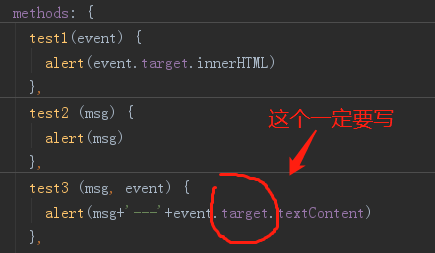 methods: {
test1(event) {
alert(event.target.innerHTML)
},
test2 (msg) {
alert(msg)
},
这个一定要写
test3 (msg, event) {
alert(msg+'---'+event.target.textContent)
},